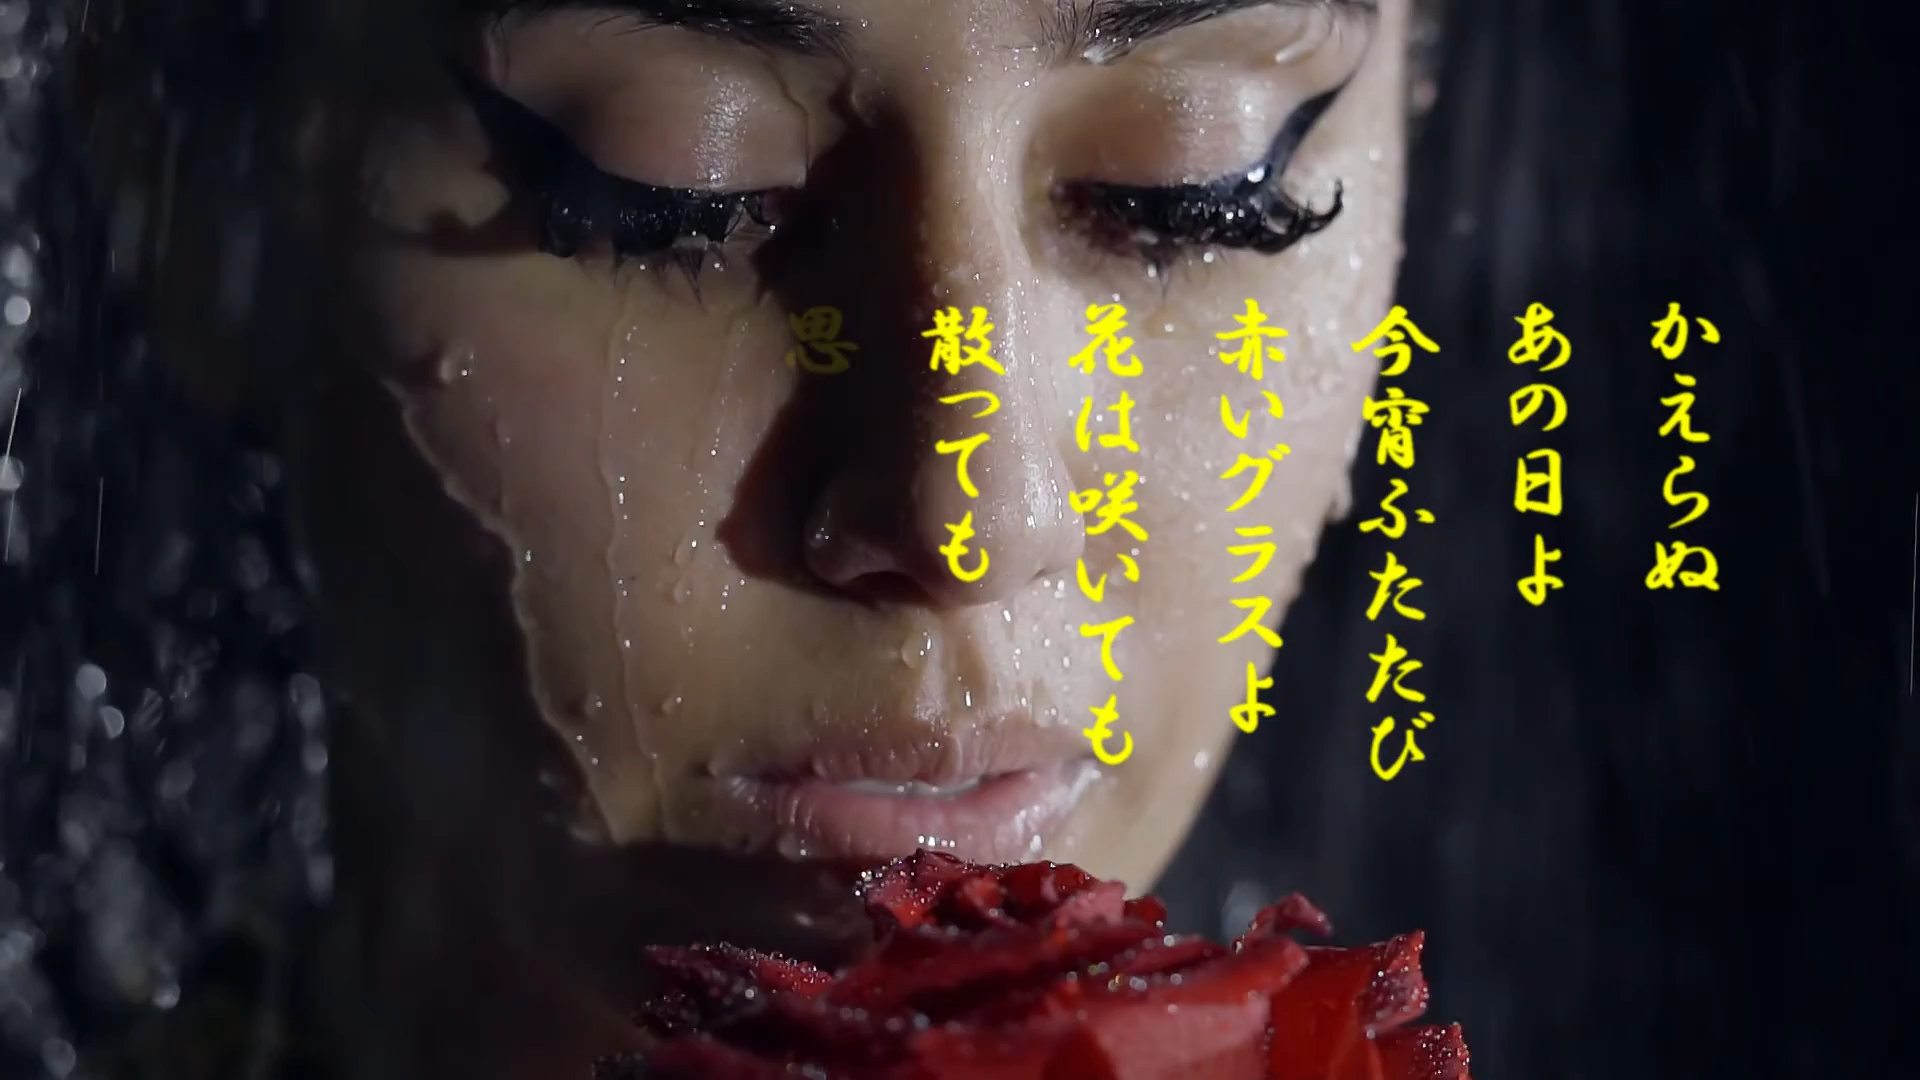 かえらぬ
あの日よ
今宵ふたたび
赤いグラスよ
花は咲いても
散っても
思